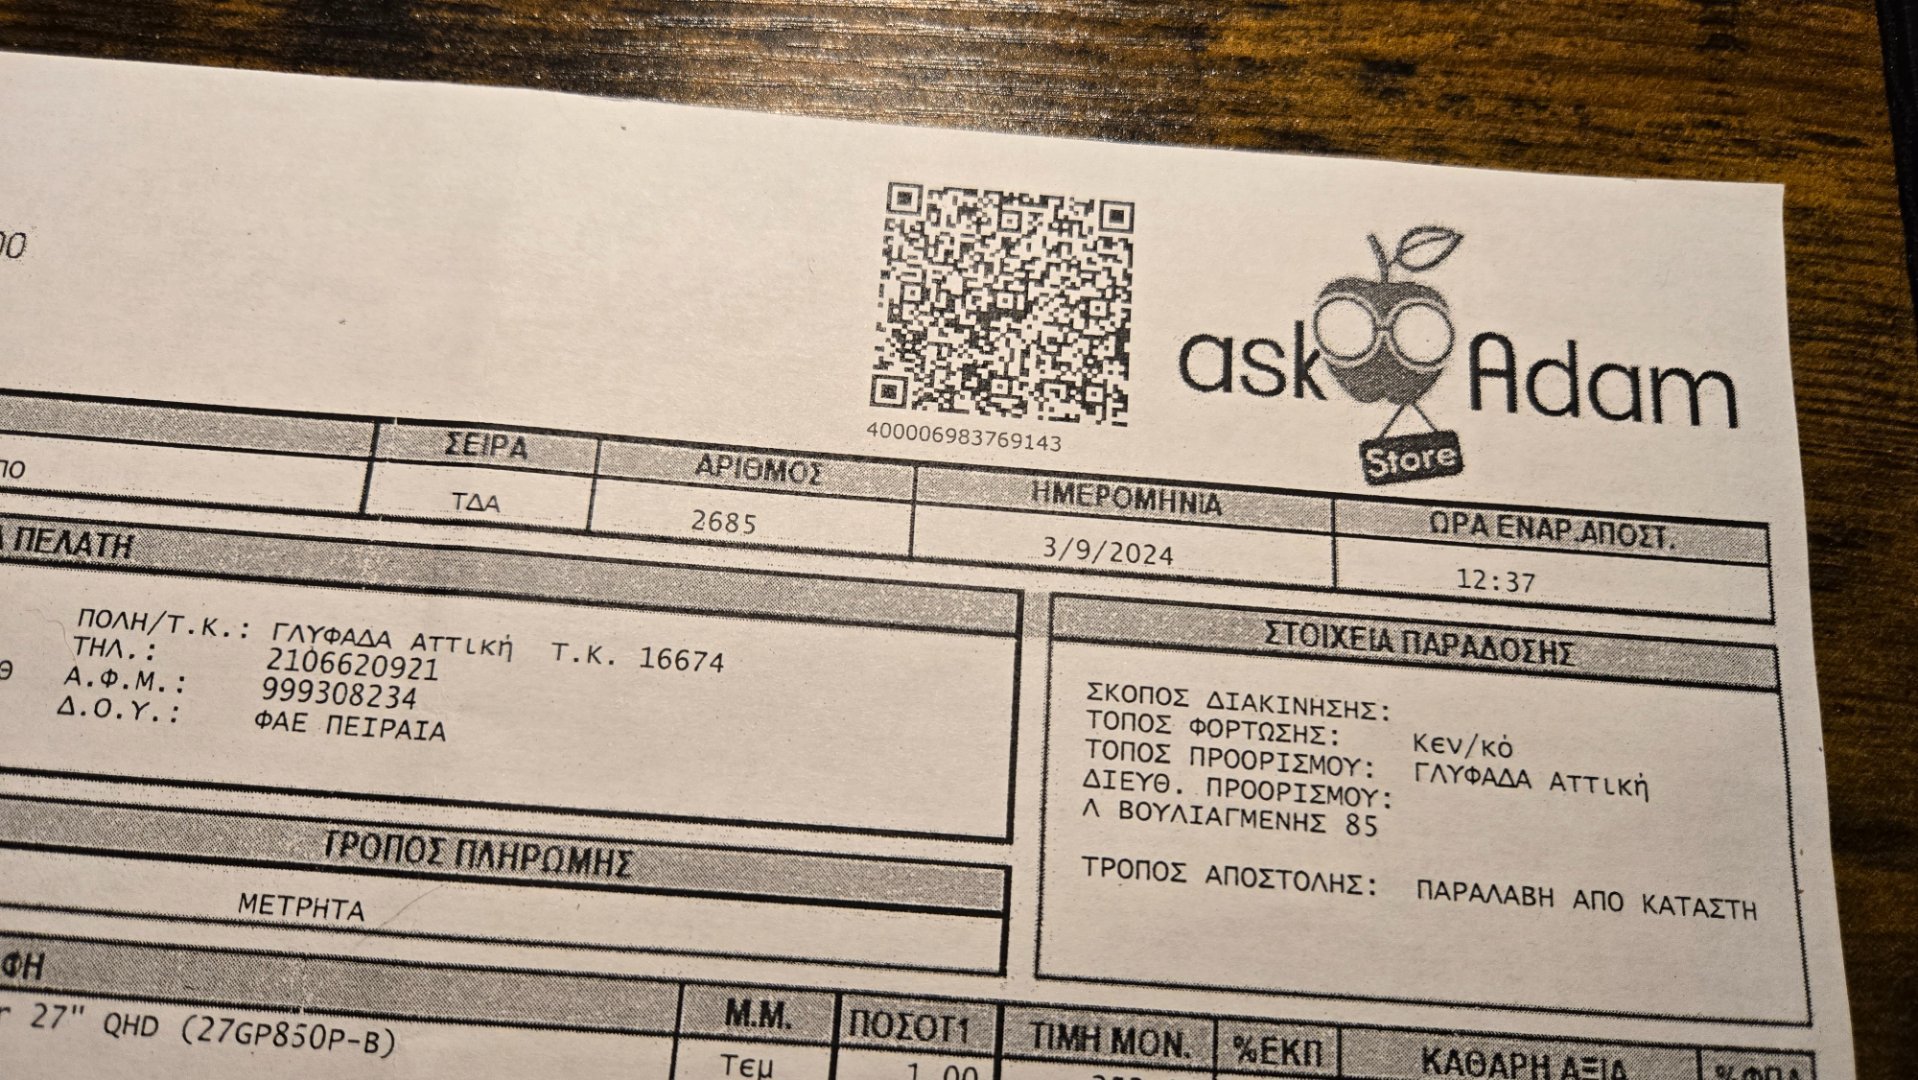 00
ask Adam
Store
400006983769143
ΣΕΙΡΑ ΑΡΙΘΜΟΣ ΗΜΕΡΟΜΗΝΙΑ ΩΡΑ ΕΝΑΡ.ΑΠΟΣΤ.
ΤΔΑ 2685 3/9/2024 12:37
ΠΕΛΑΤΗ
ΠΟΛΗ/Τ.Κ.: ΓΛΥΦΑΔΑ Αττική Τ.Κ. 16674
ΤΗΛ.: 2106620921
Α.Φ.Μ.: 999308234
Δ.Ο.Υ.: ΦΑΕ ΠΕΙΡΑΙΑ
ΣΤΟΙΧΕΙΑ ΠΑΡΑΔΟΣΗΣ
ΣΚΟΠΟΣ ΔΙΑΚΙΝΗΣΗΣ:
ΤΟΠΟΣ ΦΟΡΤΩΣΗΣ: Κεν/κό
ΤΟΠΟΣ ΠΡΟΟΡΙΣΜΟΥ: ΓΛΥΦΑΔΑ Αττική
ΔΙΕΥΘ. ΠΡΟΟΡΙΣΜΟΥ:
Λ ΒΟΥΛΙΑΓΜΕΝΗΣ 85
ΤΡΟΠΟΣ ΑΠΟΣΤΟΛΗΣ: ΠΑΡΑΛΑΒΗ ΑΠΟ ΚΑΤΑΣΤΗ
ΤΡΟΠΟΣ ΠΛΗΡΩΜΗΣ
ΜΕΤΡΗΤΑ
ΦΗ Μ.Μ. ΠΟΣΟΤ1 ΤΙΜΗ ΜΟΝ. %ΕΚΠ ΚΑΘΑΡΗ ΑΞΙΑ %ΦΠΑ
r 27" QHD (27GP850P-B) Τεμ 1,00